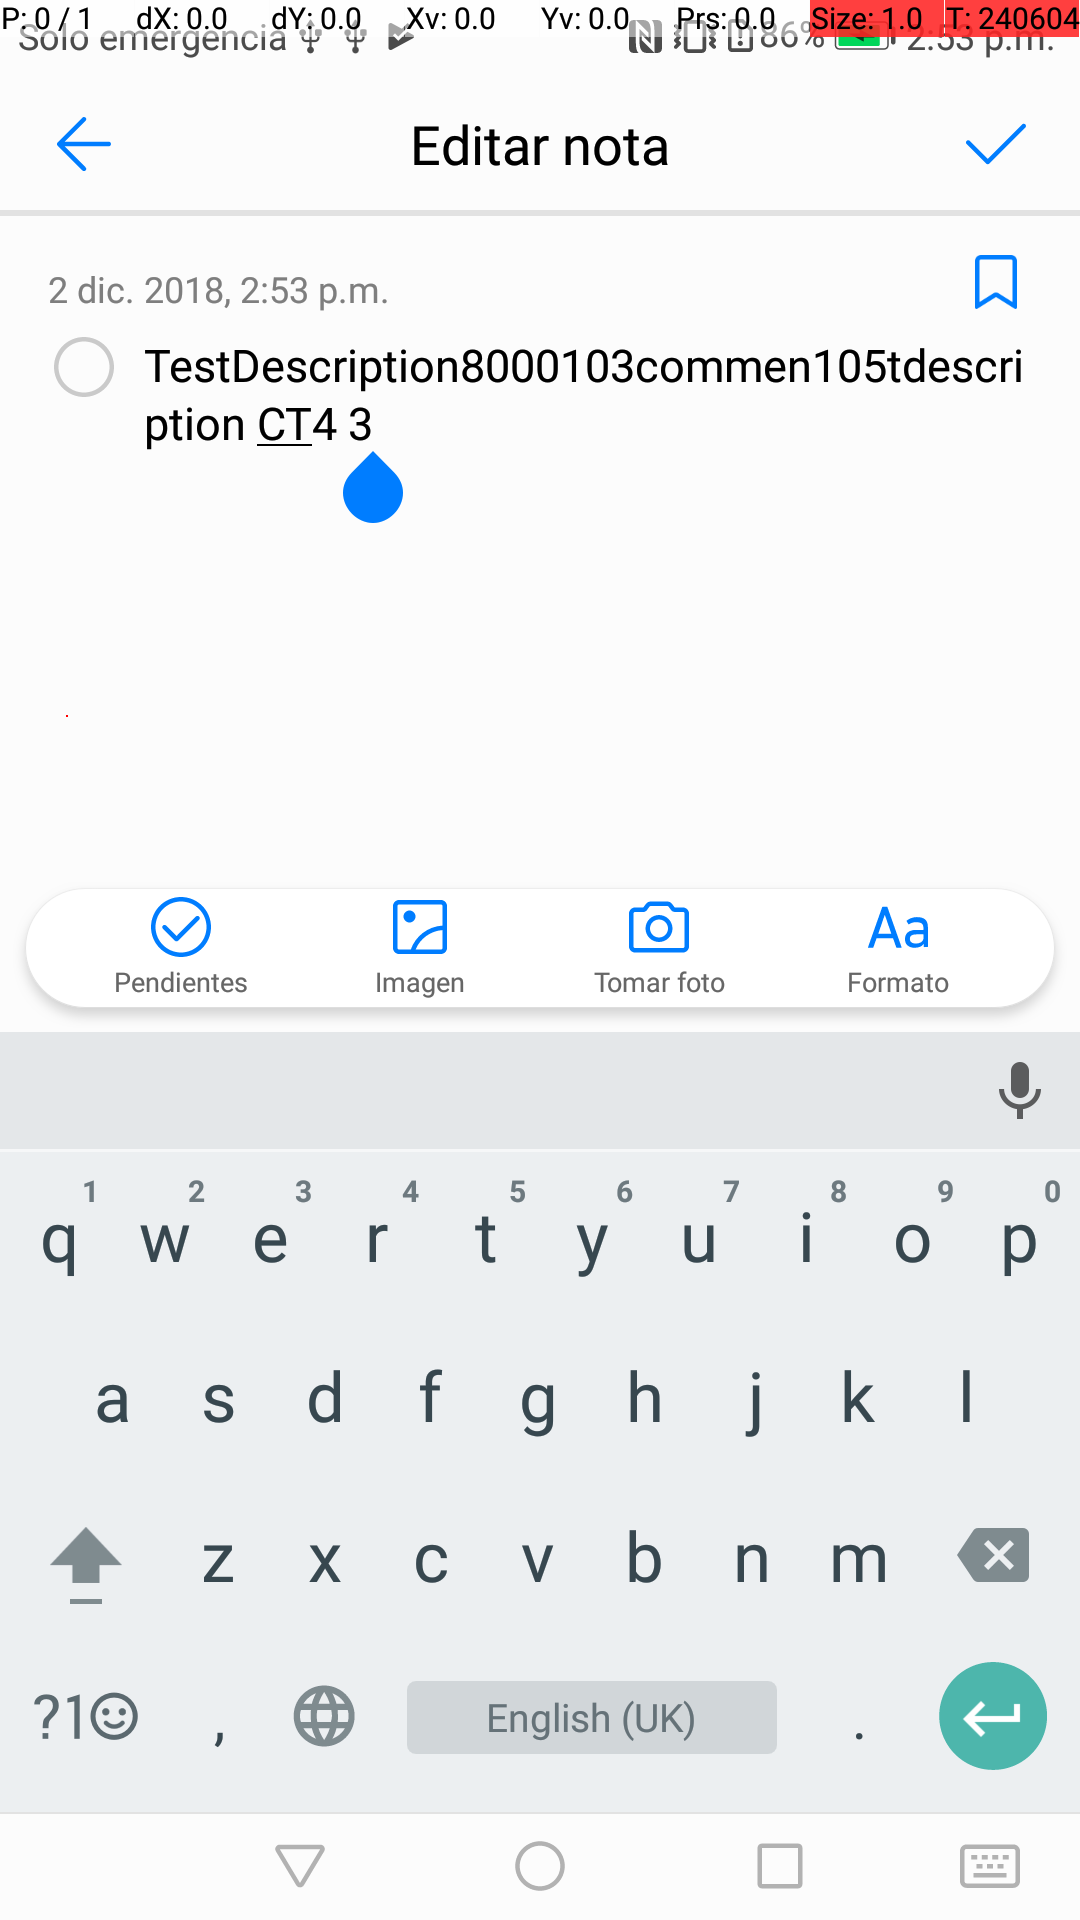 P: 0 / 1 dX: 0.0 dY: 0.0 Xv: 0.0 Yv: 0.0 Prs: 0.0 Size: 1.0 T: 240604
Solo emergencia 86% 2:53 p.m.
Editar nota
2 dic. 2018, 2:53 p.m.
TestDescription8000103commen105tdescri
ption CT4 3
Pendientes Imagen Tomar foto Aa Formato
1 2 3 4 5 6 7 8 9 0
q w e r t y u i o p
a s d f g h j k l
z x c v b n m
?1 , English (UK) .